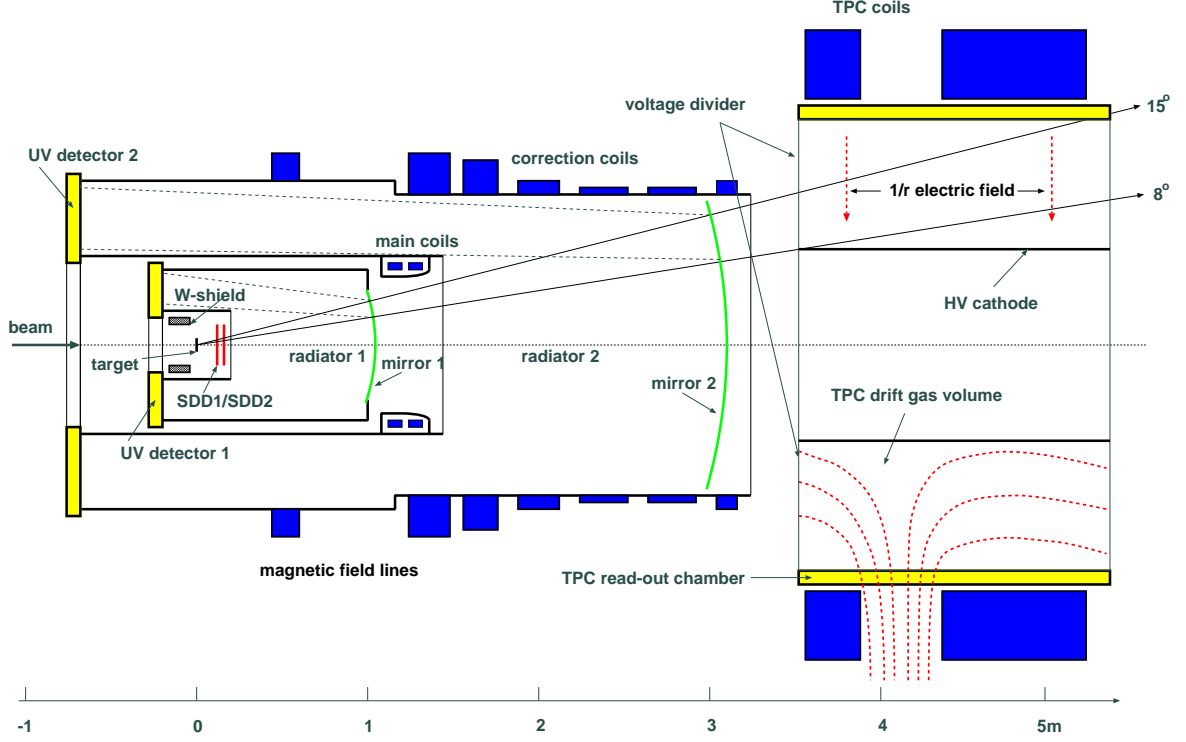 TPC coils
15°
voltage divider
UV detector 2
correction coils
1/r electric field
8°
main coils
W-shield
HV cathode
beam
target
radiator 1
radiator 2
mirror 1
mirror 2
SDD1/SDD2
TPC drift gas volume
UV detector 1
magnetic field lines
TPC read-out chamber
-1
0
1
2
3
4
5m